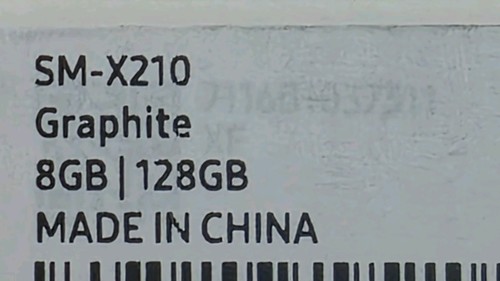 SM-X210
Graphite
8GB | 128GB
MADE IN CHINA